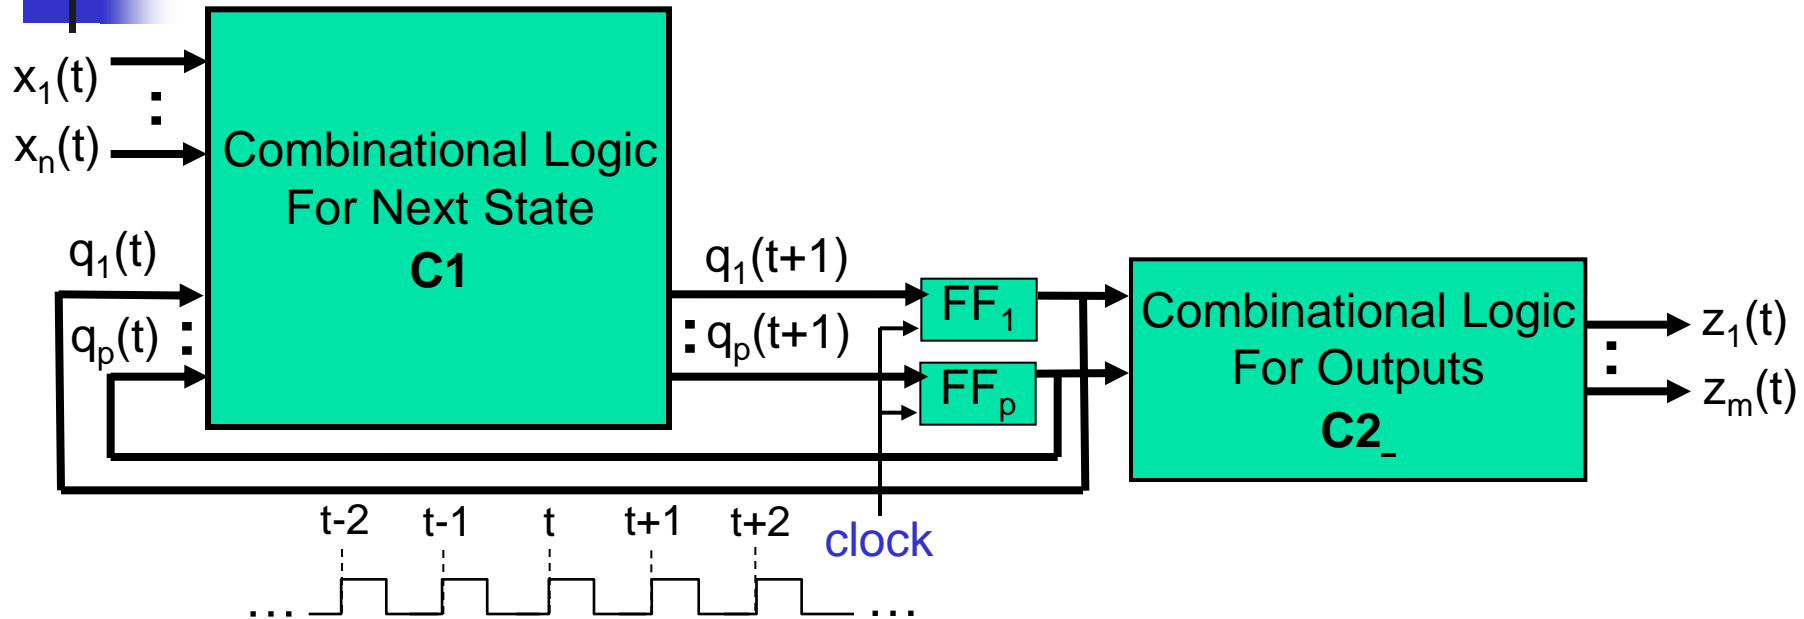 x₁(t)
xₙ(t)
Combinational Logic
For Next State
C1
q₁(t)
qₚ(t)
q₁(t+1)
qₚ(t+1)
FF₁
FFₚ
Combinational Logic
For Outputs
C2_
z₁(t)
zₘ(t)
clock
t-2 t-1 t t+1 t+2
... ...